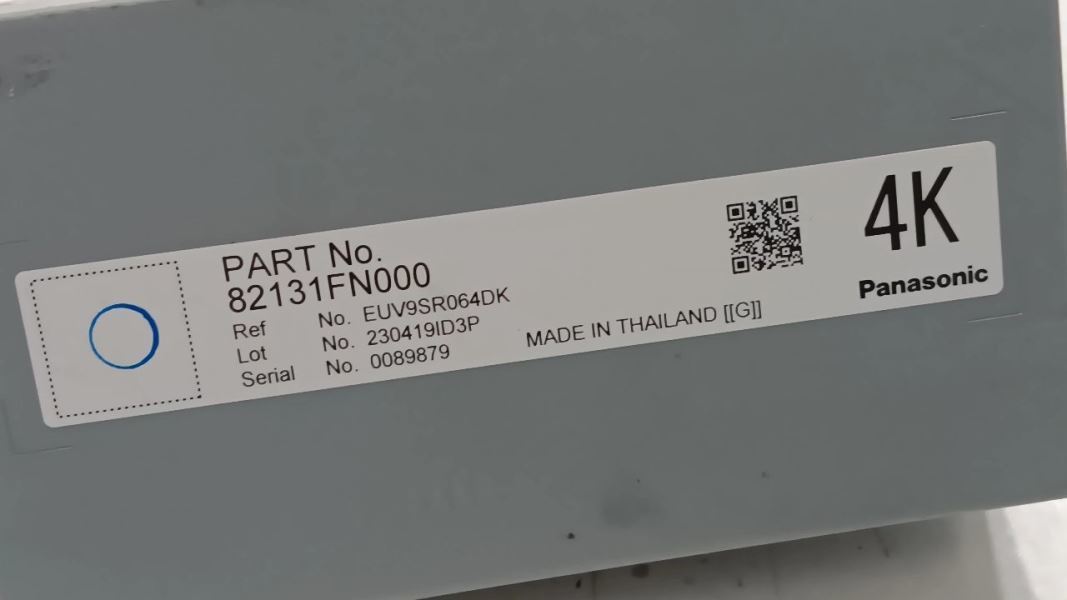 PART No.
82131FN000
Ref No. EUV9SR064DK
Lot No. 230419ID3P
Serial No. 0089879
MADE IN THAILAND [[G]]
4K
Panasonic